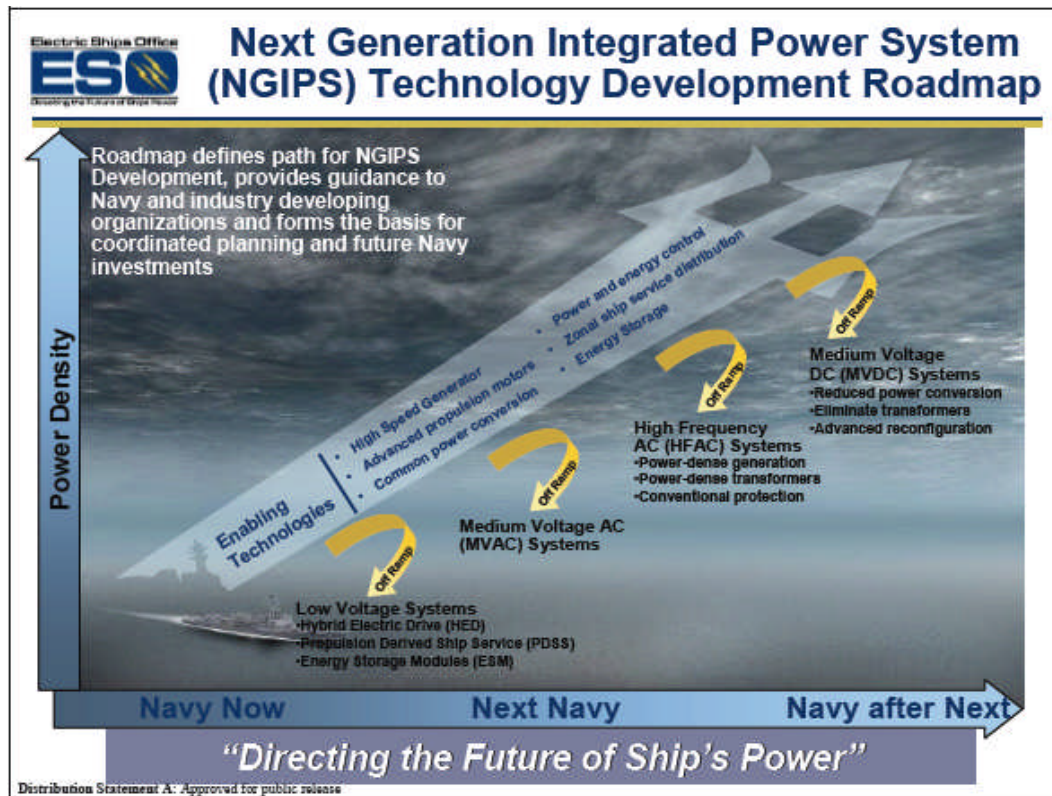 Electric Ships Office
ESO
Directing the Future of Ships Power
Next Generation Integrated Power System
(NGIPS) Technology Development Roadmap
Roadmap defines path for NGIPS
Development, provides guidance to
Navy and industry developing
organizations and forms the basis for
coordinated planning and future Navy
investments
Power Density
Enabling
Technologies
• High Speed Generator
• Advanced propulsion motors
• Common power conversion
• Power and energy control
• Zonal ship service distribution
• Energy Storage
Off Ramp
Medium Voltage
DC (MVDC) Systems
•Reduced power conversion
•Eliminate transformers
•Advanced reconfiguration
Off Ramp
High Frequency
AC (HFAC) Systems
•Power-dense generation
•Power-dense transformers
•Conventional protection
Off Ramp
Medium Voltage AC
(MVAC) Systems
Off Ramp
Low Voltage Systems
•Hybrid Electric Drive (HED)
•Propulsion Derived Ship Service (PDSS)
•Energy Storage Modules (ESM)
Navy Now
Next Navy
Navy after Next
“Directing the Future of Ship’s Power”
Distribution Statement A: Approved for public release